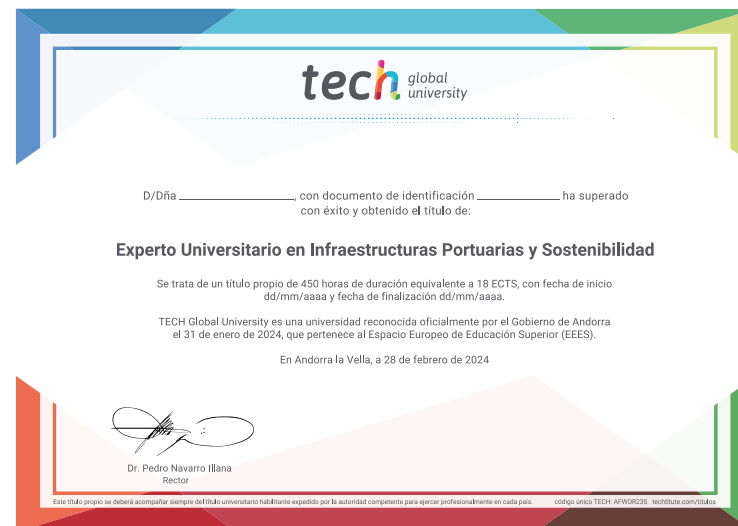 tech global university
D/Dña ____________, con documento de identificación ____________ ha superado
con éxito y obtenido el título de:
Experto Universitario en Infraestructuras Portuarias y Sostenibilidad
Se trata de un título propio de 450 horas de duración equivalente a 18 ECTS, con fecha de inicio
dd/mm/aaaa y fecha de finalización dd/mm/aaaa.
TECH Global University es una universidad reconocida oficialmente por el Gobierno de Andorra
el 31 de enero de 2024, que pertenece al Espacio Europeo de Educación Superior (EEES).
En Andorra la Vella, a 28 de febrero de 2024
Dr. Pedro Navarro Illana
Rector
Este título propio se deberá acompañar siempre del título universitario habilitante expedido por la autoridad competente para ejercer profesionalmente en cada país. código único TECH: AFWOR23S techtitute.com/titulos